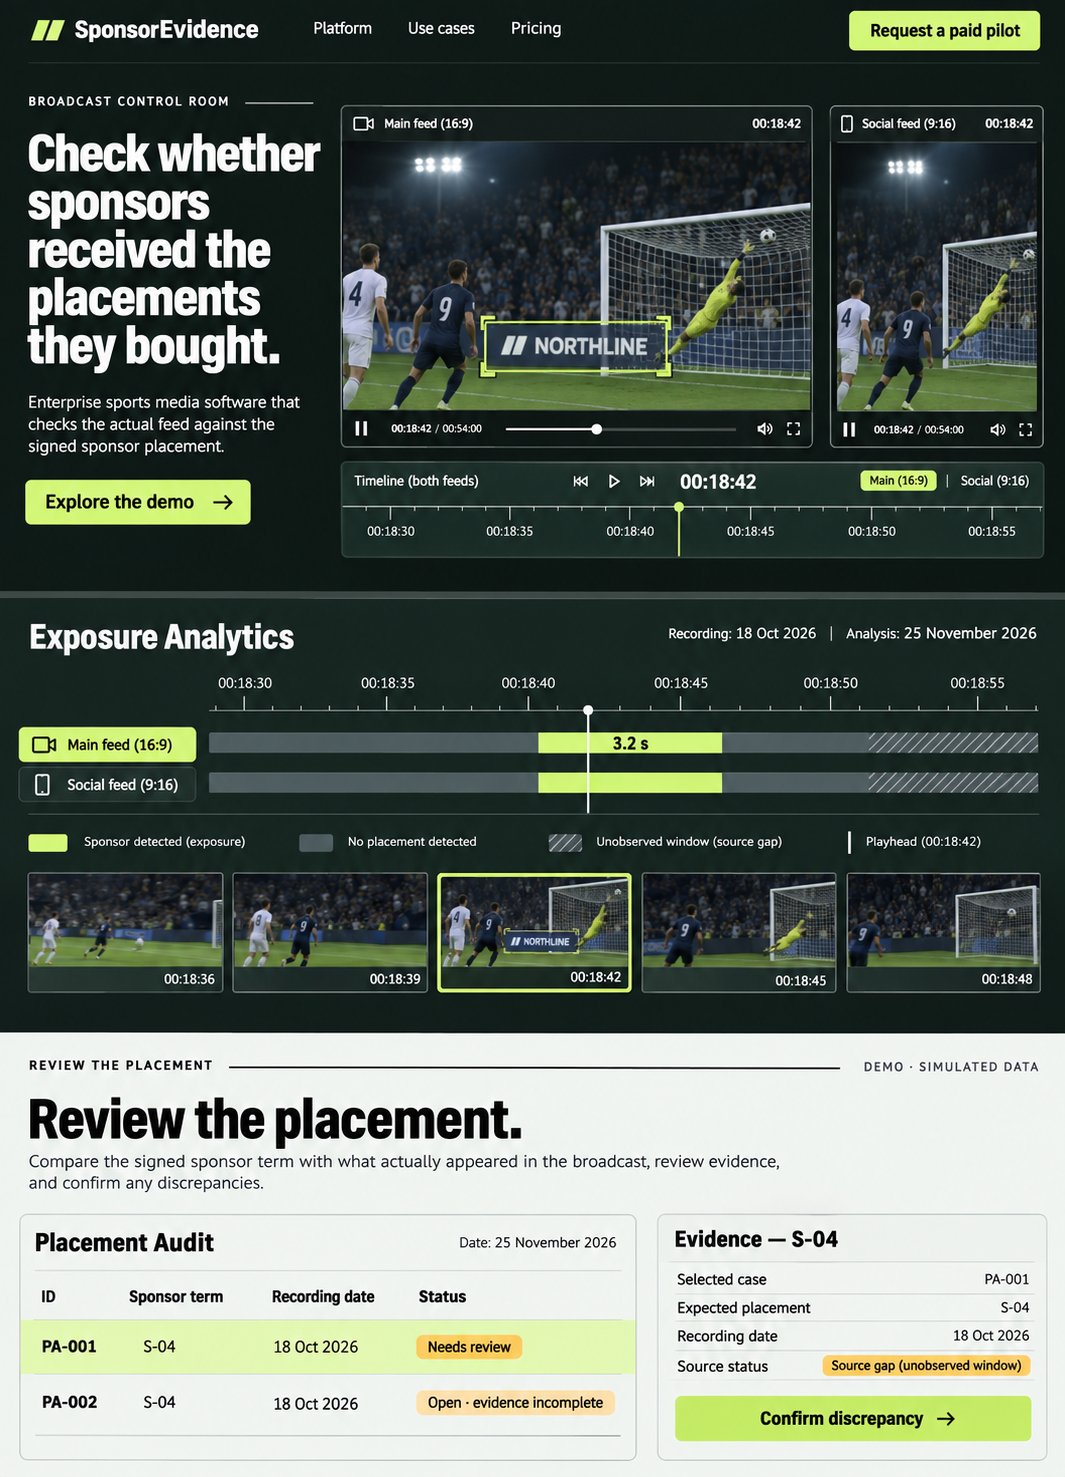 SponsorEvidence
Platform Use cases Pricing
Request a paid pilot
BROADCAST CONTROL ROOM
Check whether
sponsors
received the
placements
they bought.
Enterprise sports media software that
checks the actual feed against the
signed sponsor placement.
Explore the demo →
Main feed (16:9) 00:18:42
4
9
NORTHLINE
00:18:42 / 00:54:00
Social feed (9:16) 00:18:42
4
9
00:18:42 / 00:54:00
Timeline (both feeds) 00:18:42 Main (16:9) | Social (9:16)
00:18:30 00:18:35 00:18:40 00:18:45 00:18:50 00:18:55
Exposure Analytics
Recording: 18 Oct 2026 | Analysis: 25 November 2026
00:18:30 00:18:35 00:18:40 00:18:45 00:18:50 00:18:55
Main feed (16:9) 3.2 s
Social feed (9:16)
Sponsor detected (exposure) No placement detected Unobserved window (source gap) Playhead (00:18:42)
00:18:36
8 9
00:18:39
4 9 NORTHLINE
00:18:42
9
00:18:45
9
00:18:48
REVIEW THE PLACEMENT
DEMO · SIMULATED DATA
Review the placement.
Compare the signed sponsor term with what actually appeared in the broadcast, review evidence,
and confirm any discrepancies.
Placement Audit Date: 25 November 2026
ID Sponsor term Recording date Status
PA-001 S-04 18 Oct 2026 Needs review
PA-002 S-04 18 Oct 2026 Open · evidence incomplete
Evidence — S-04
Selected case PA-001
Expected placement S-04
Recording date 18 Oct 2026
Source status Source gap (unobserved window)
Confirm discrepancy →